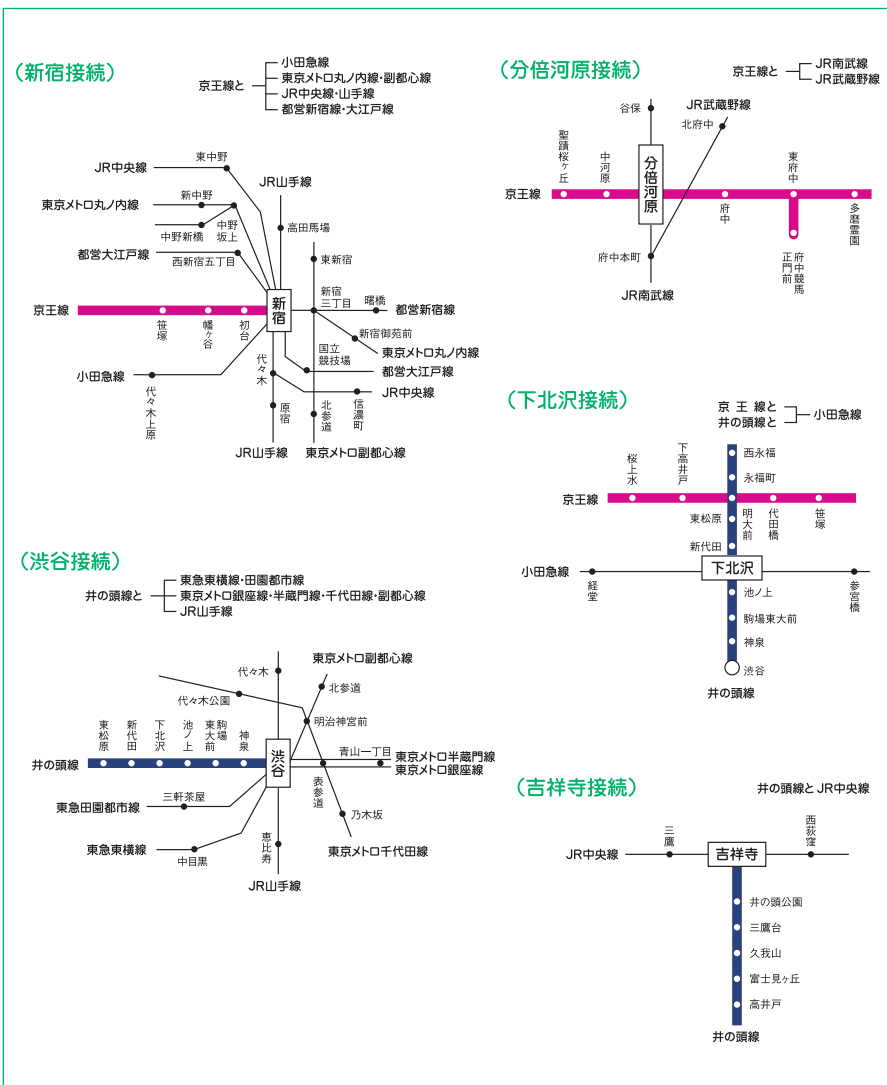 (新宿接続)
京王線と
小田急線
東京メトロ丸ノ内線・副都心線
JR中央線・山手線
都営新宿線・大江戸線
JR中央線
東中野
JR山手線
東京メトロ丸ノ内線
新中野
高田馬場
中野新橋
中野
坂上
都営大江戸線
西新宿五丁目
東新宿
京王線
新宿
新宿
三丁目
曙橋
都営新宿線
笹塚
幡ヶ谷
初台
新宿御苑前
東京メトロ丸ノ内線
小田急線
代々木上原
代々木
国立
競技場
都営大江戸線
JR中央線
原宿
北参道
信濃町
JR山手線
東京メトロ副都心線
(渋谷接続)
井の頭線と
東急東横線・田園都市線
東京メトロ銀座線・半蔵門線・千代田線・副都心線
JR山手線
東京メトロ副都心線
代々木
北参道
代々木公園
明治神宮前
東松原
新代田
下北沢
池ノ上
駒場
東大前
神泉
井の頭線
渋谷
青山一丁目
東京メトロ半蔵門線
東京メトロ銀座線
表参道
東急田園都市線
三軒茶屋
乃木坂
東急東横線
中目黒
恵比寿
東京メトロ千代田線
JR山手線
(分倍河原接続)
京王線と
JR南武線
JR武蔵野線
谷保
JR武蔵野線
北府中
聖蹟桜ヶ丘
中河原
分倍河原
東府中
京王線
府中
多磨霊園
府中競馬
正門前
府中本町
JR南武線
(下北沢接続)
京王線と
井の頭線と
小田急線
西永福
永福町
桜上水
下高井戸
京王線
明大前
代田橋
笹塚
東松原
新代田
小田急線
下北沢
経堂
参宮橋
池ノ上
駒場東大前
神泉
渋谷
井の頭線
(吉祥寺接続)
井の頭線とJR中央線
JR中央線
三鷹
吉祥寺
西荻窪
井の頭公園
三鷹台
久我山
富士見ヶ丘
高井戸
井の頭線